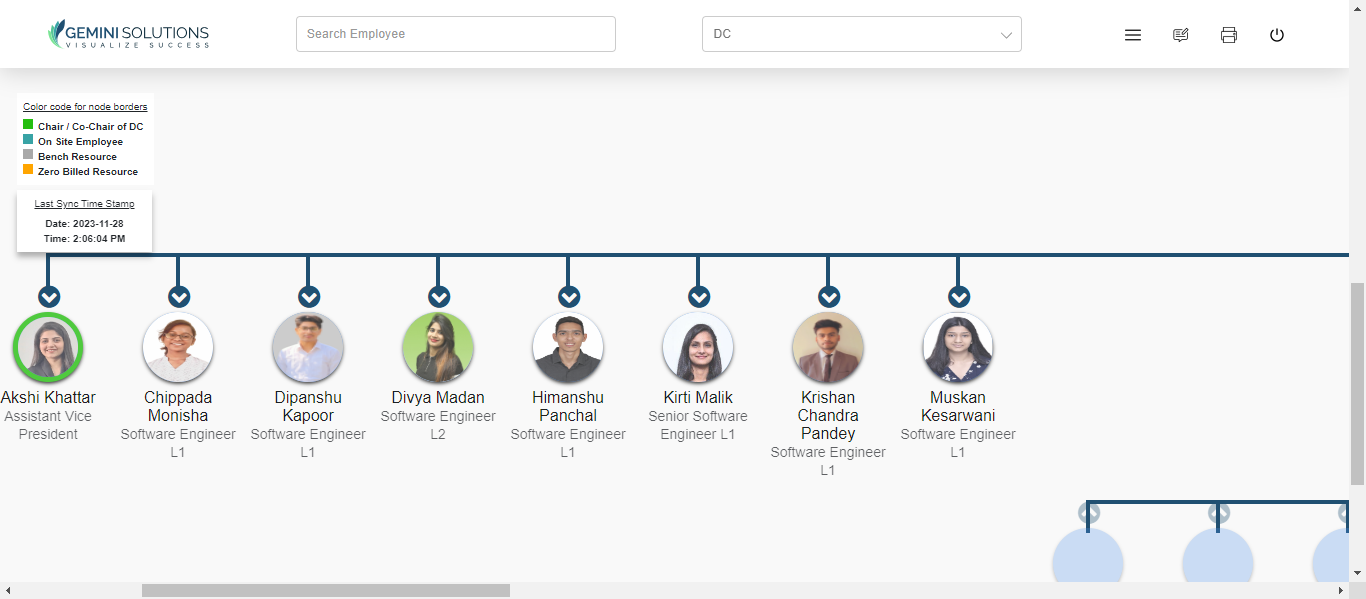 GEMINI SOLUTIONS
VISUALIZE SUCCESS
Search Employee
DC
Color code for node borders
Chair / Co-Chair of DC
On Site Employee
Bench Resource
Zero Billed Resource
Last Sync Time Stamp
Date: 2023-11-28
Time: 2:06:04 PM
Akshi Khattar
Assistant Vice
President
Chippada
Monisha
Software Engineer
L1
Dipanshu
Kapoor
Software Engineer
L1
Divya Madan
Software Engineer
L2
Himanshu
Panchal
Software Engineer
L1
Kirti Malik
Senior Software
Engineer L1
Krishan
Chandra
Pandey
Software Engineer
L1
Muskan
Kesarwani
Software Engineer
L1